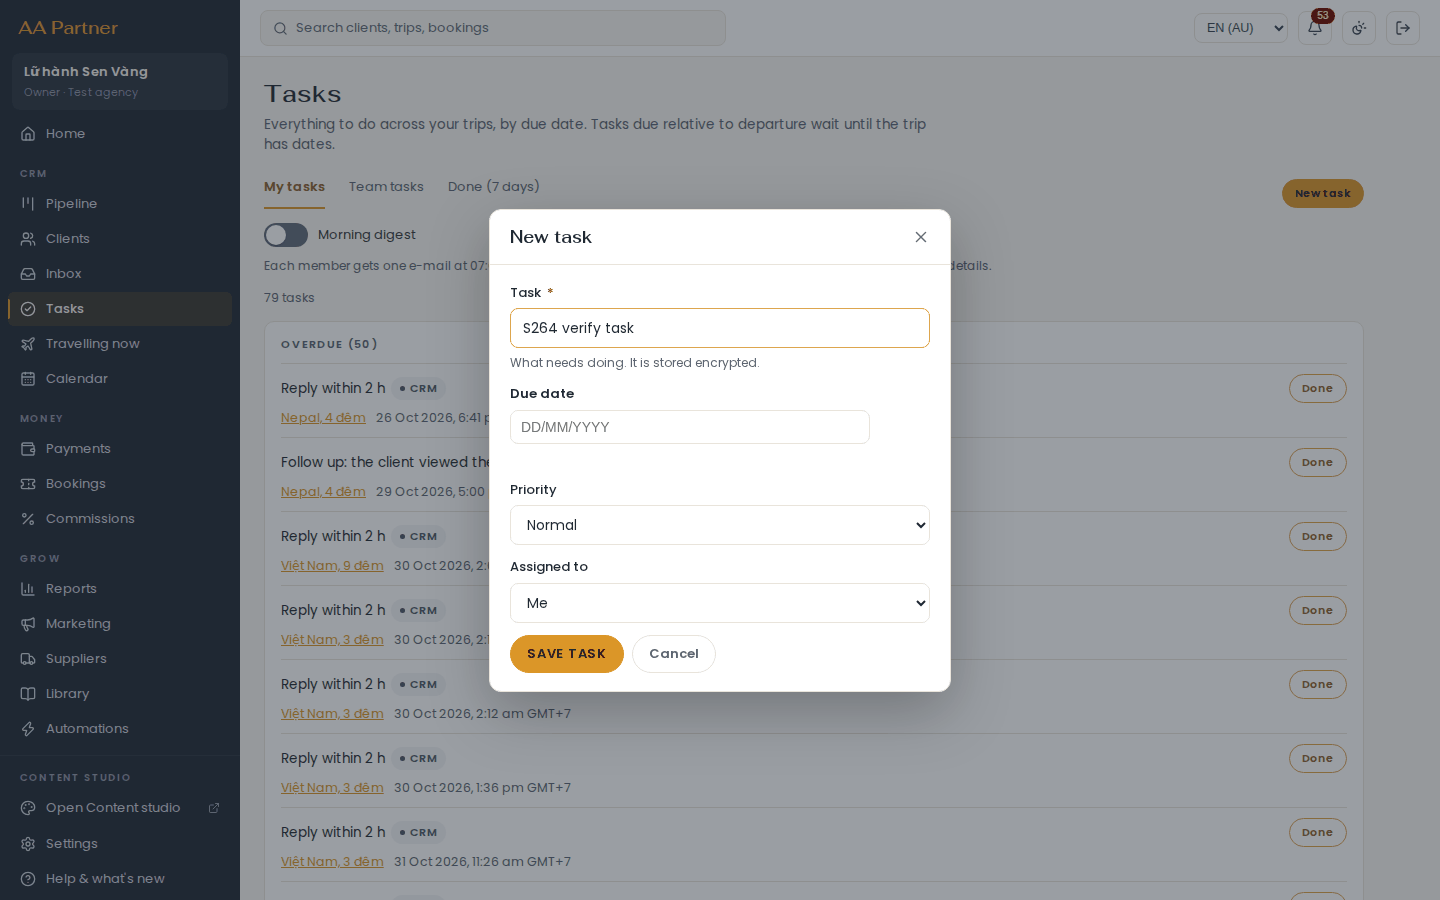 AA Partner
Lữ hành Sen Vàng
Owner · Test agency
Home
CRM
Pipeline
Clients
Inbox
Tasks
Travelling now
Calendar
MONEY
Payments
Bookings
Commissions
GROW
Reports
Marketing
Suppliers
Library
Automations
CONTENT STUDIO
Open Content studio
Settings
Help & what's new
Search clients, trips, bookings
EN (AU)
53
Tasks
Everything to do across your trips, by due date. Tasks due relative to departure wait until the trip
has dates.
My tasks
Team tasks
Done (7 days)
New task
Morning digest
Each member gets one e-mail at 07:
details.
79 tasks
OVERDUE (50)
Reply within 2 h
CRM
Done
Nepal, 4 đêm
26 Oct 2026, 6:41
Follow up: the client viewed the
Done
Nepal, 4 đêm
29 Oct 2026, 5:00
Reply within 2 h
CRM
Done
Việt Nam, 9 đêm
30 Oct 2026, 2:
Reply within 2 h
CRM
Done
Việt Nam, 3 đêm
30 Oct 2026, 2:
Reply within 2 h
CRM
Done
Việt Nam, 3 đêm
30 Oct 2026, 2:12 am GMT+7
Reply within 2 h
CRM
Done
Việt Nam, 3 đêm
30 Oct 2026, 1:36 pm GMT+7
Reply within 2 h
CRM
Done
Việt Nam, 3 đêm
31 Oct 2026, 11:26 am GMT+7
New task
Task *
S264 verify task
What needs doing. It is stored encrypted.
Due date
DD/MM/YYYY
Priority
Normal
Assigned to
Me
SAVE TASK
Cancel